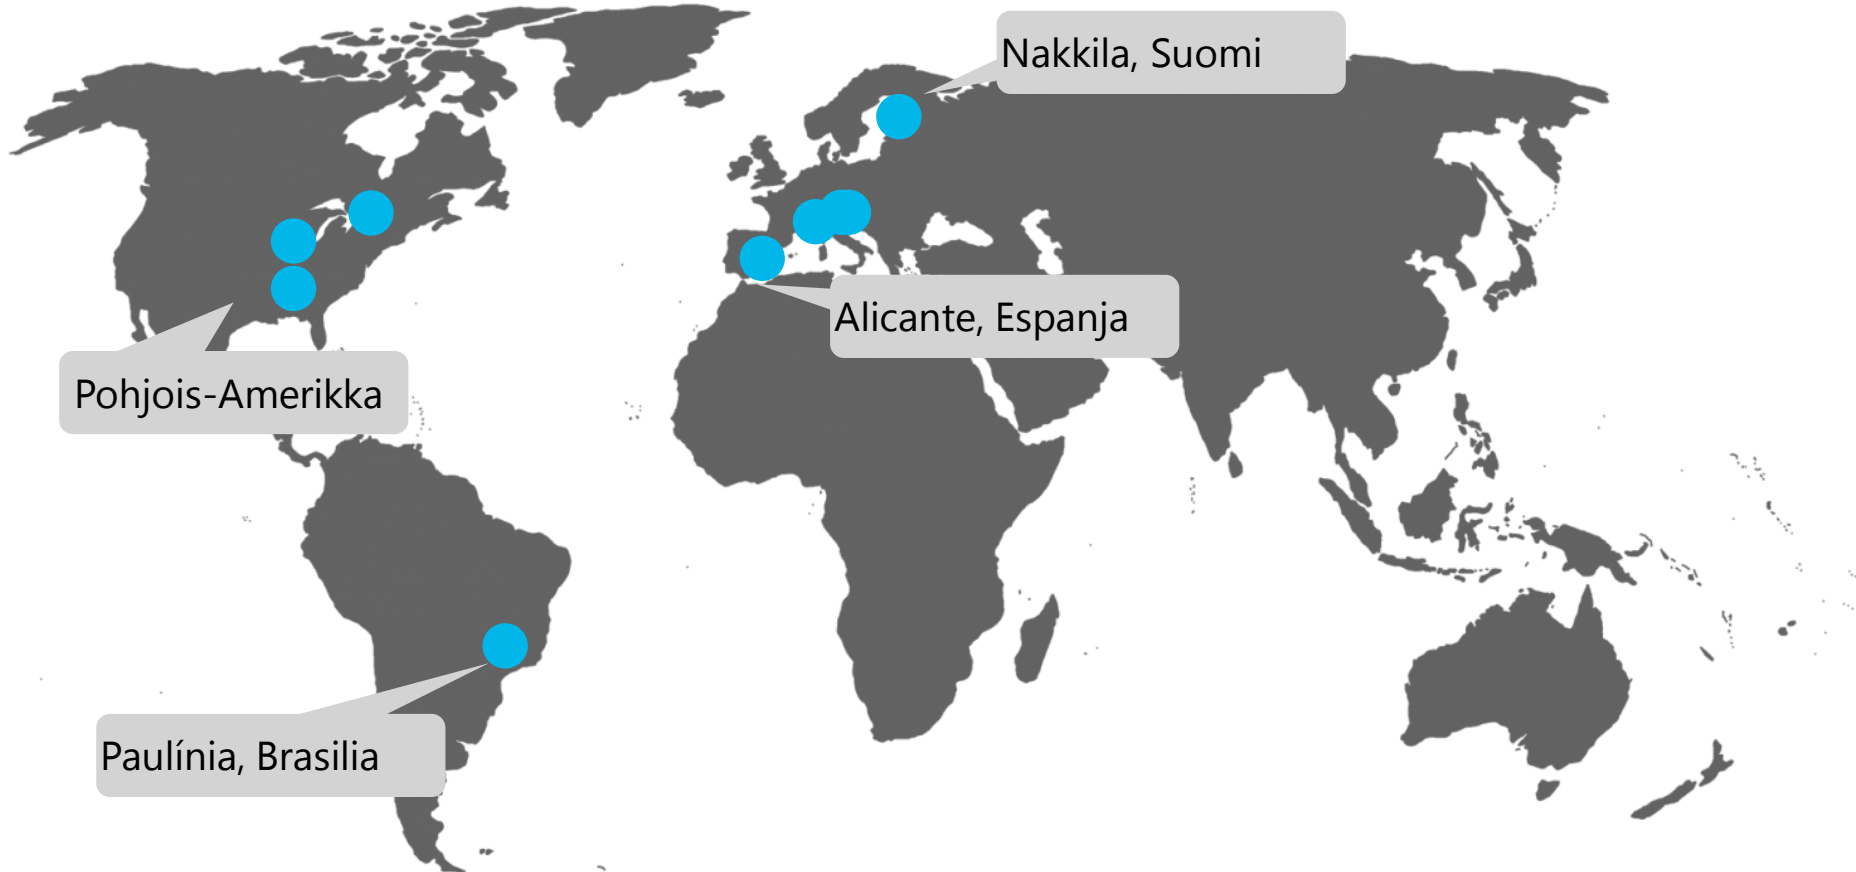 Nakkila, Suomi
Alicante, Espanja
Pohjois-Amerikka
Paulínia, Brasilia